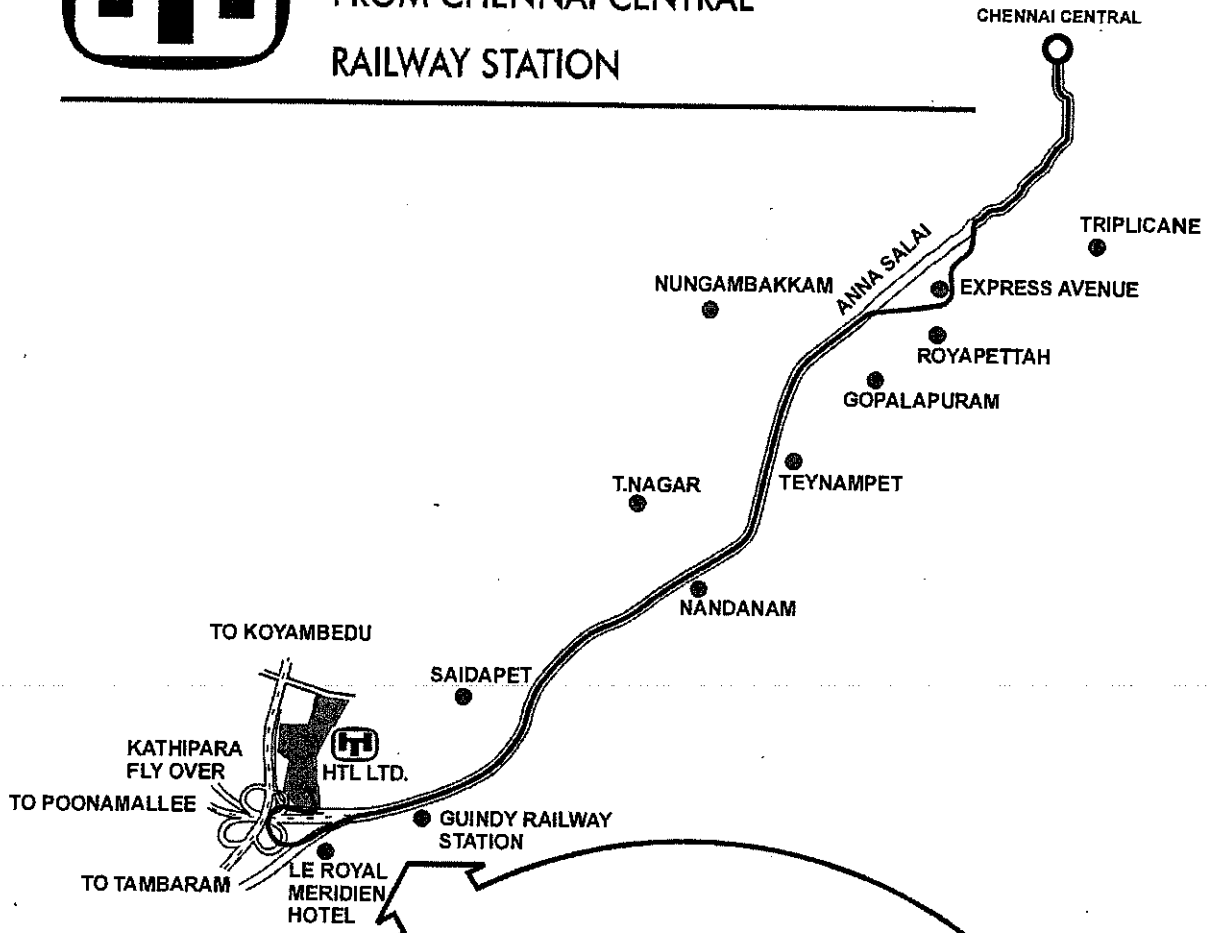 FROM CHENNAI CENTRAL
RAILWAY STATION
CHENNAI CENTRAL
TRIPLICANE
ANNA SALAI
NUNGAMBAKKAM
EXPRESS AVENUE
ROYAPETTAH
GOPALAPURAM
T.NAGAR
TEYNAMPET
NANDANAM
TO KOYAMBEDU
SAIDAPET
KATHIPARA
FLY OVER
HTL LTD.
TO POONAMALLEE
GUINDY RAILWAY
STATION
TO TAMBARAM
LE ROYAL
MERIDIEN
HOTEL